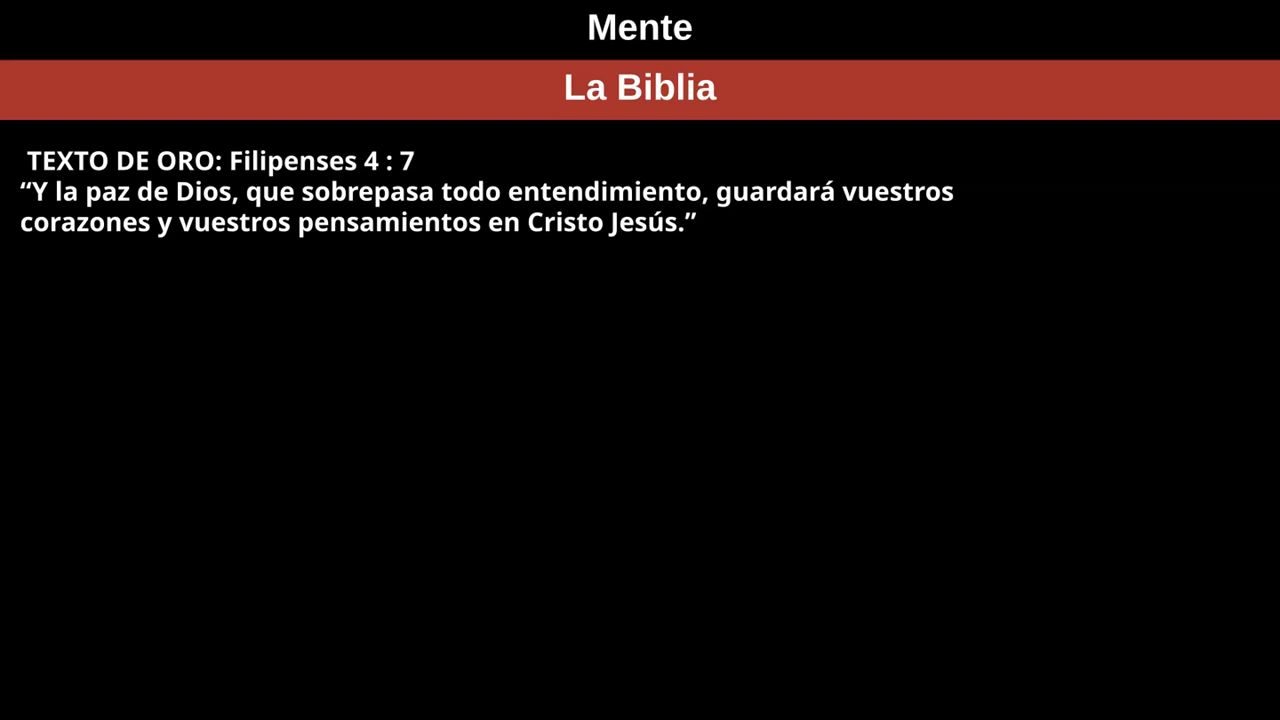 Mente
La Biblia
TEXTO DE ORO: Filipenses 4 : 7
“Y la paz de Dios, que sobrepasa todo entendimiento, guardará vuestros
corazones y vuestros pensamientos en Cristo Jesús.”